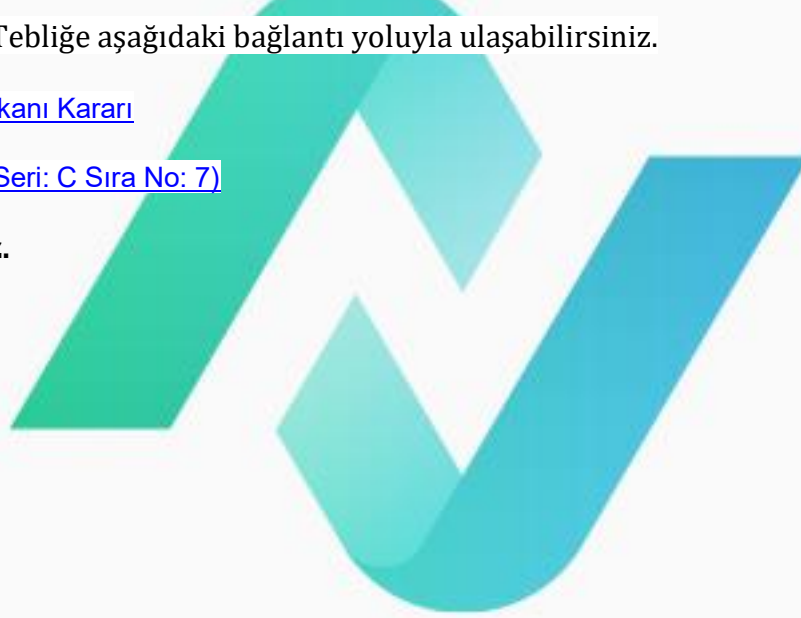 Tebliğe aşağıdaki bağlantı yoluyla ulaşabilirsiniz.
kanı Kararı
Seri: C Sıra No: 7)